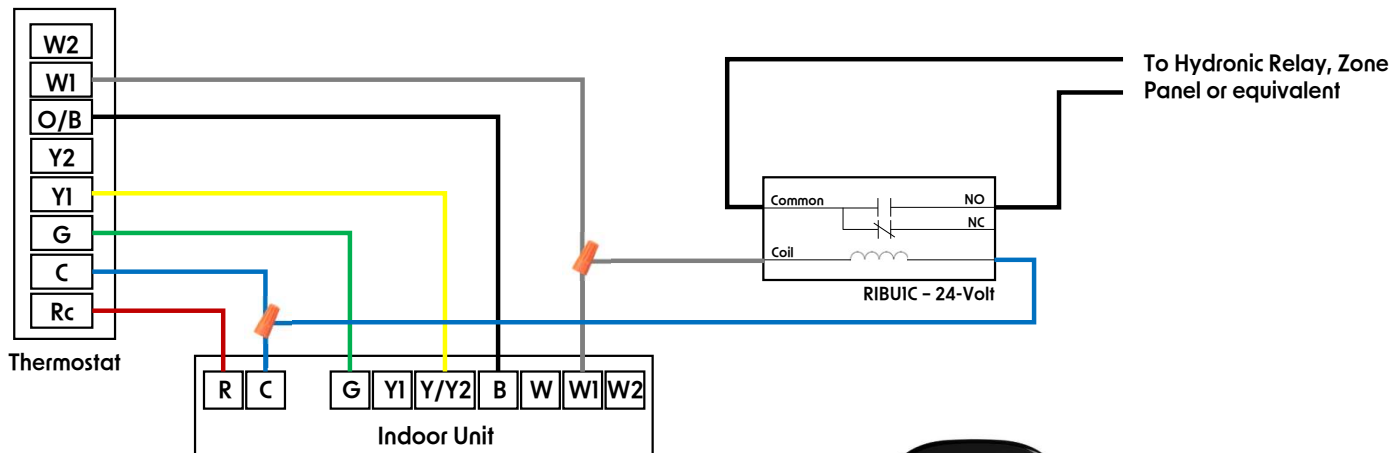 W2
W1
O/B
Y2
Y1
G
C
Rc
Thermostat
To Hydronic Relay, Zone
Panel or equivalent
Common
NO
NC
Coil
RIBU1C – 24-Volt
R C G Y1 Y/Y2 B W W1 W2
Indoor Unit